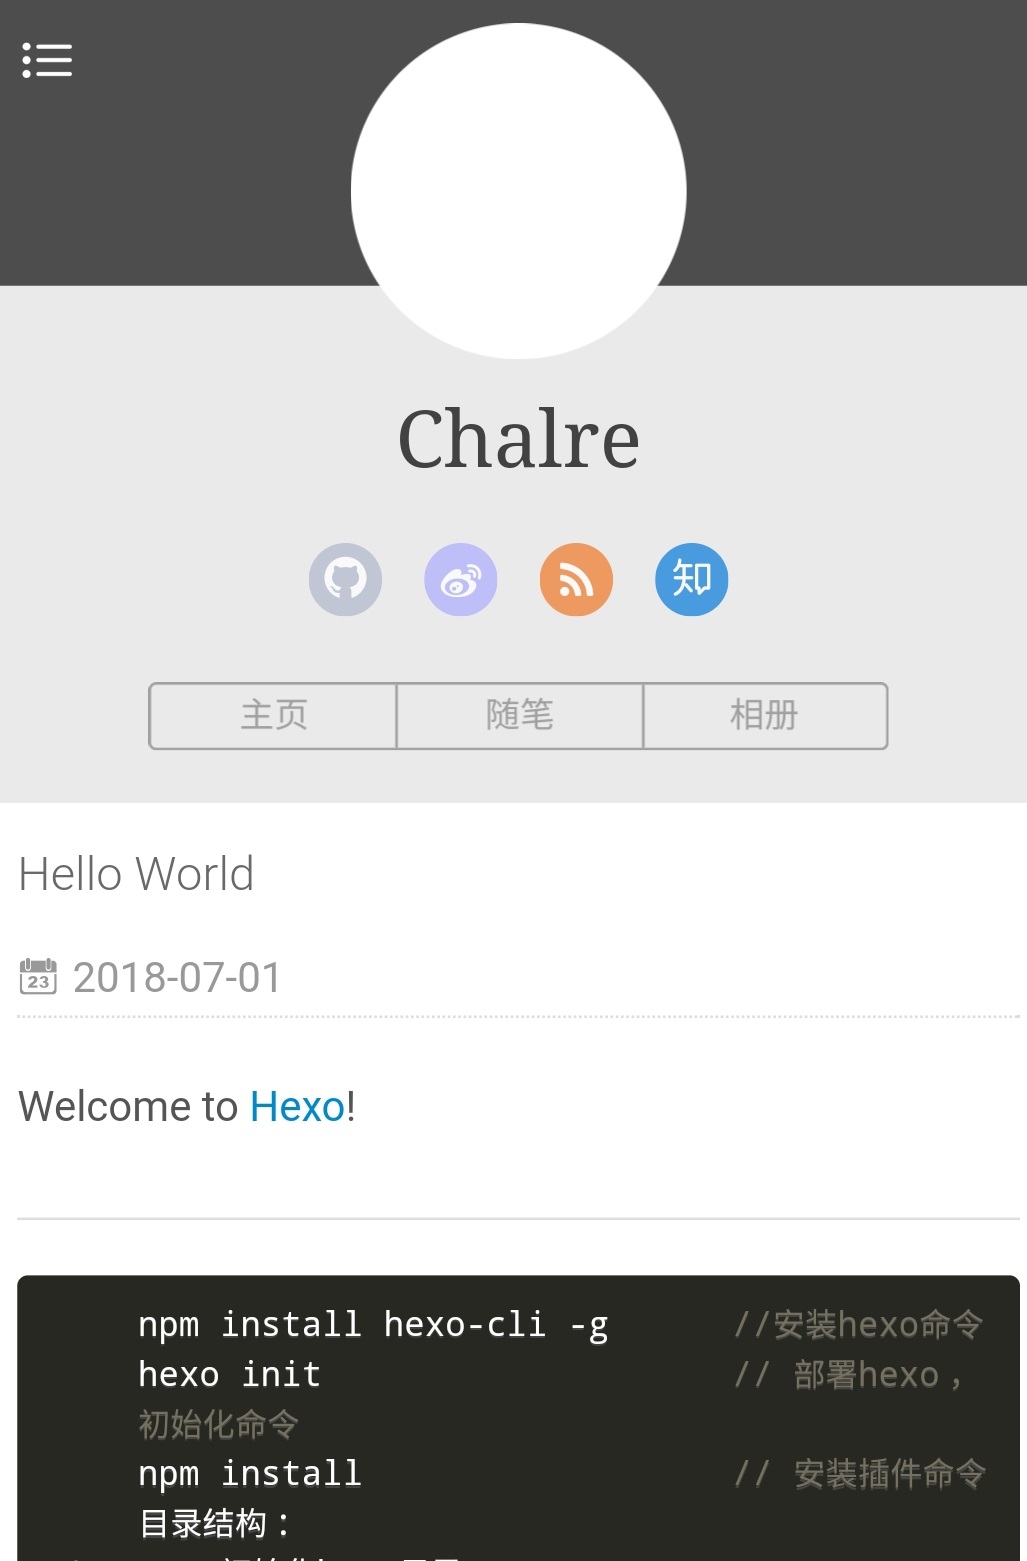 Chalre
知
主页 随笔 相册
Hello World
23 2018-07-01
Welcome to Hexo!
npm install hexo-cli -g //安装hexo命令
hexo init // 部署hexo，
初始化命令
npm install // 安装插件命令
目录结构：